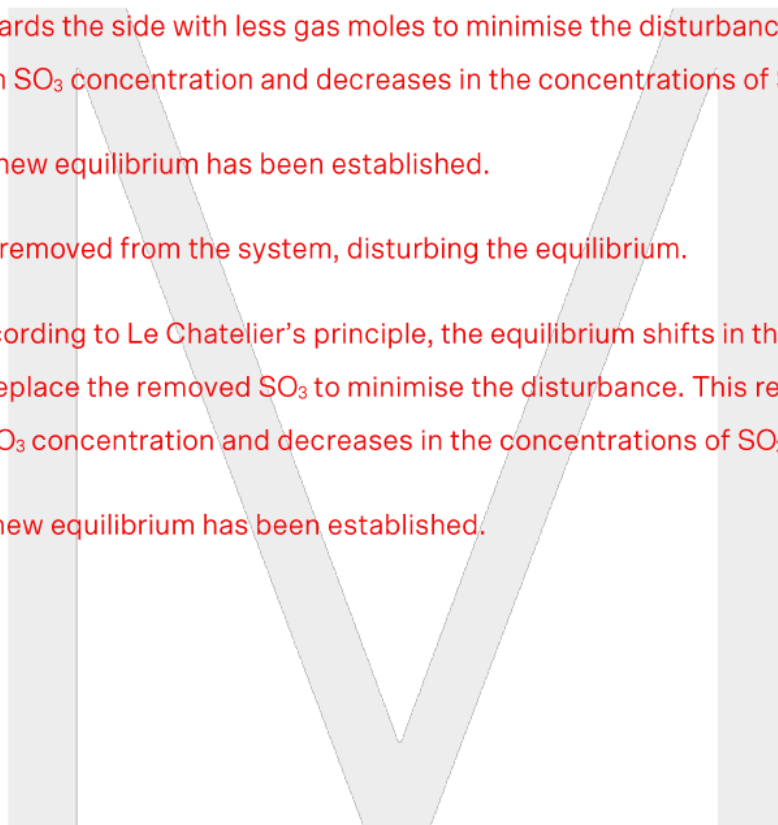 ards the side with less gas moles to minimise the disturbanc
SO₃ concentration and decreases in the concentrations of
new equilibrium has been established.
removed from the system, disturbing the equilibrium.
cording to Le Chatelier’s principle, the equilibrium shifts in th
eplace the removed SO₃ to minimise the disturbance. This re
O₃ concentration and decreases in the concentrations of SO₂
new equilibrium has been established.